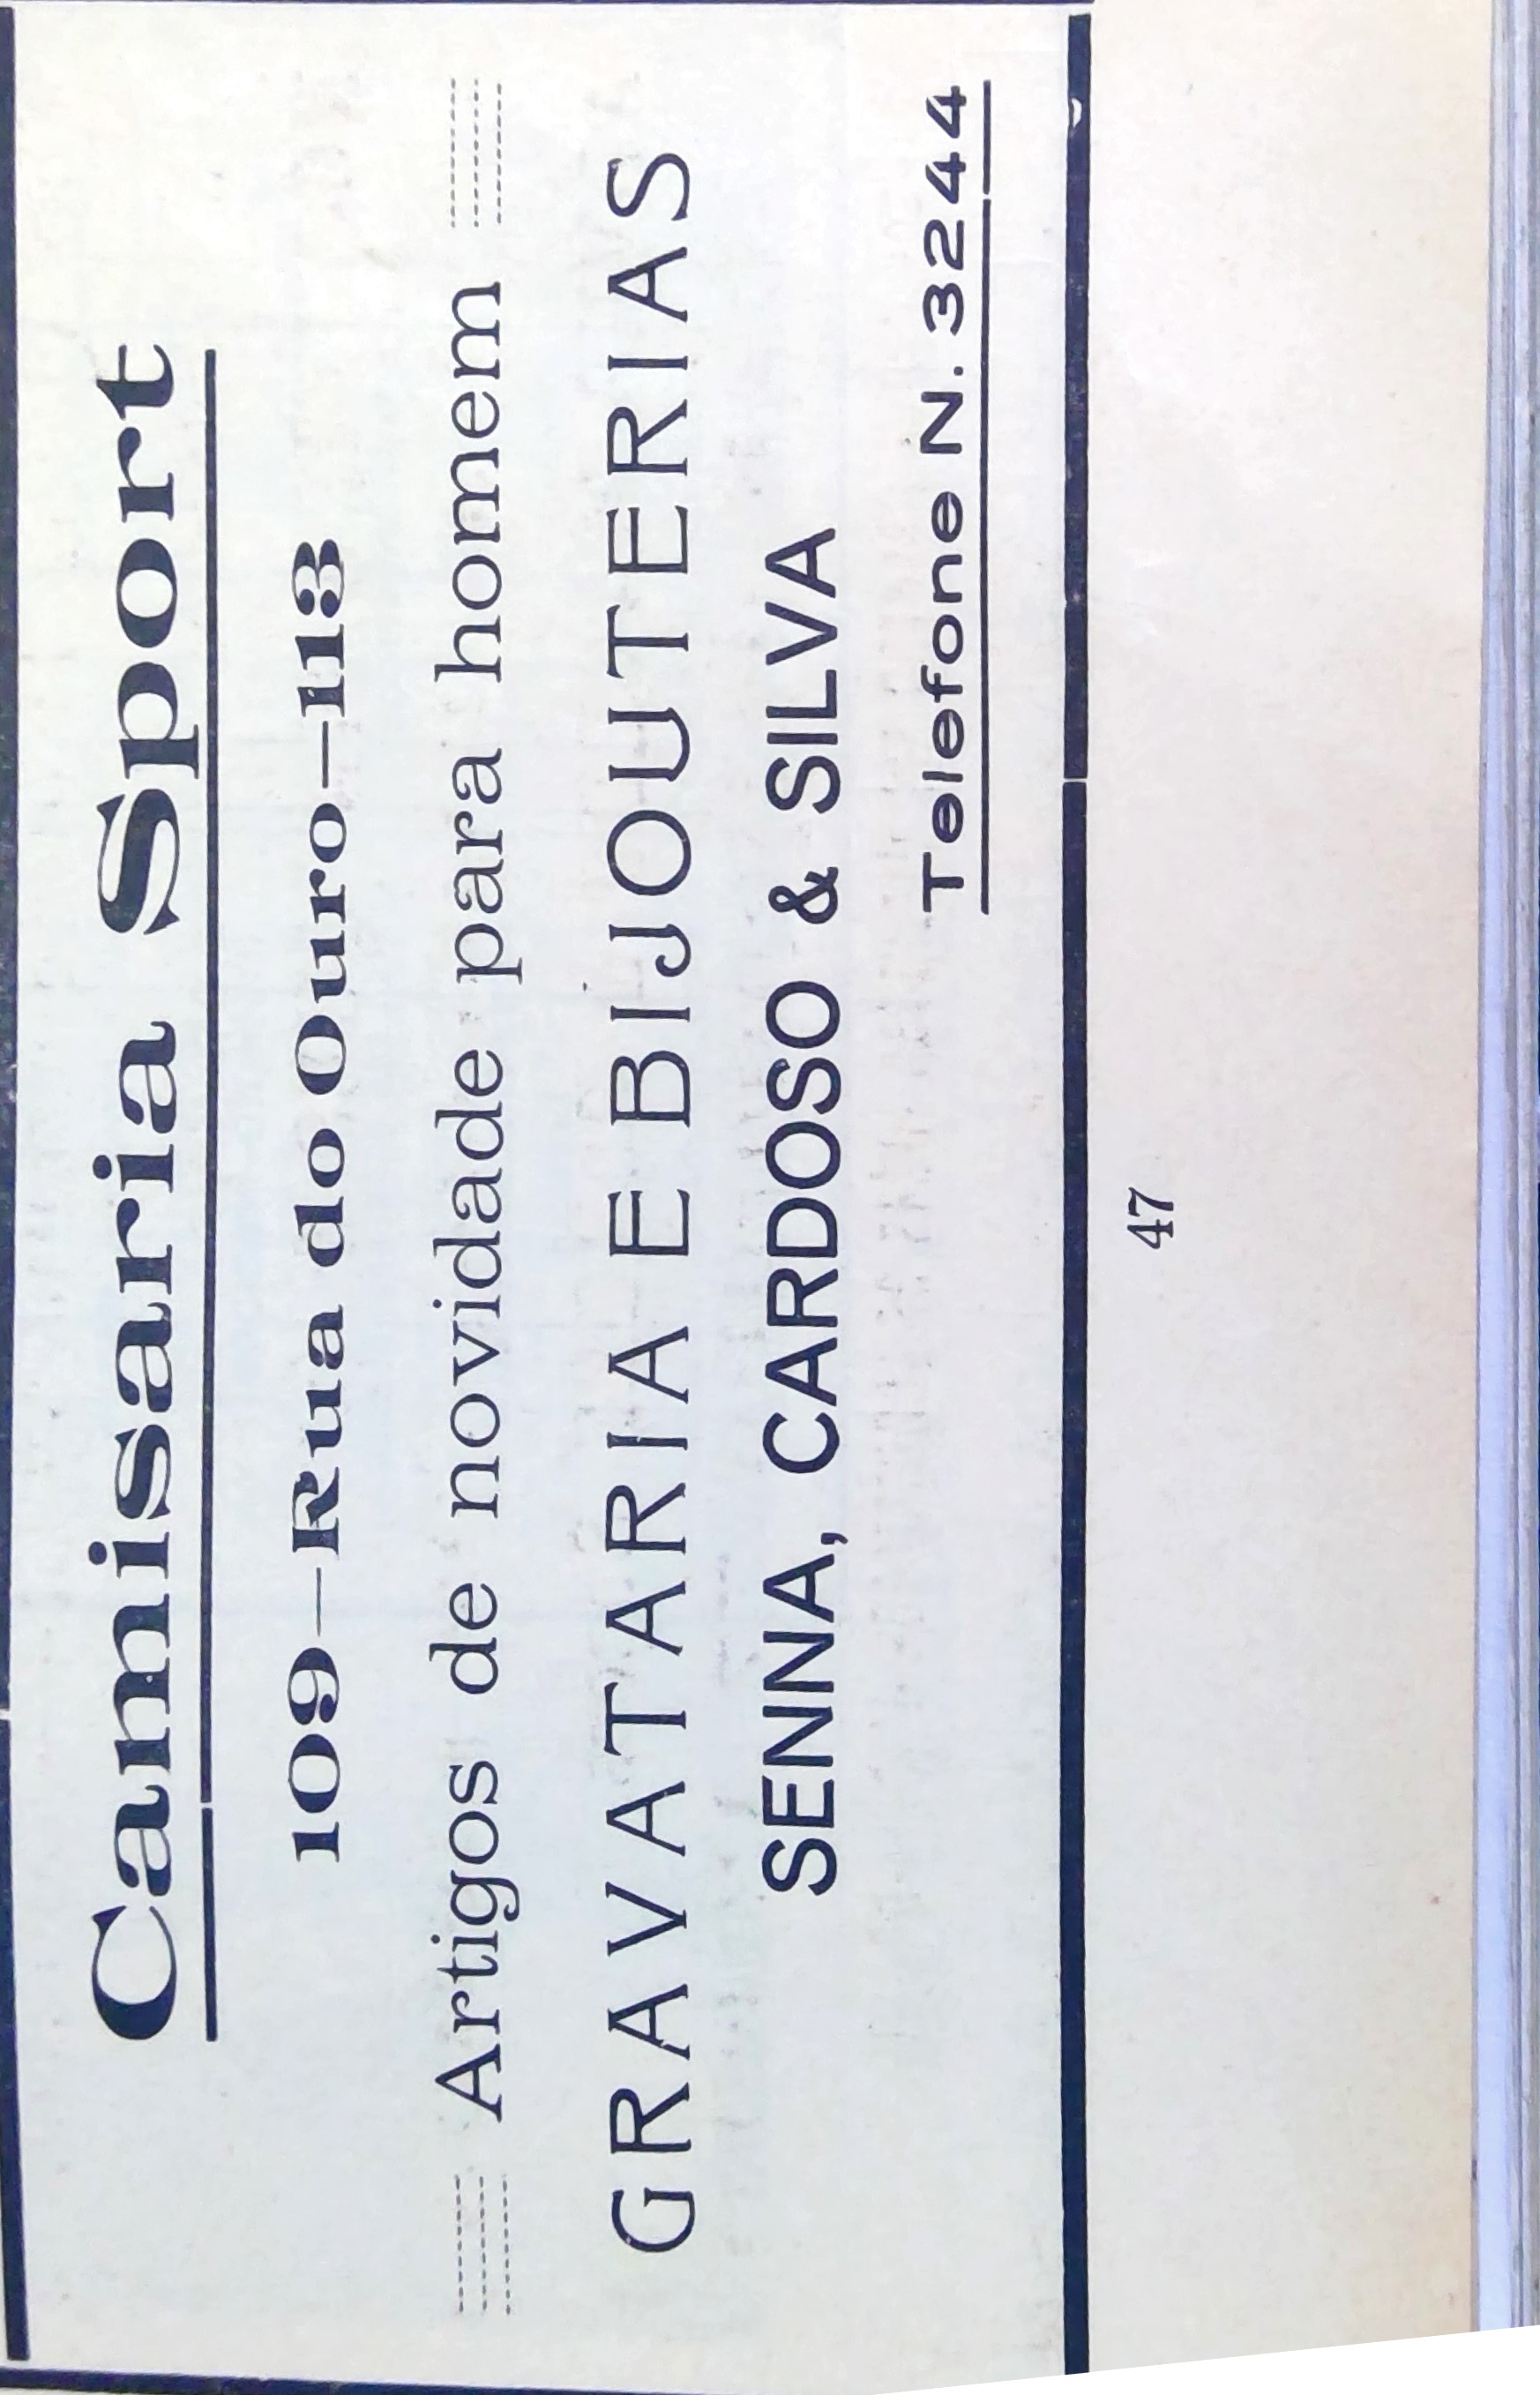 Camisaria Sport
109—Rua do Ouro—113
Artigos de novidade para homem
GRAVATARIA E BIJOUTERIAS
SENNA, CARDOSO & SILVA
Telefone N. 3244
47